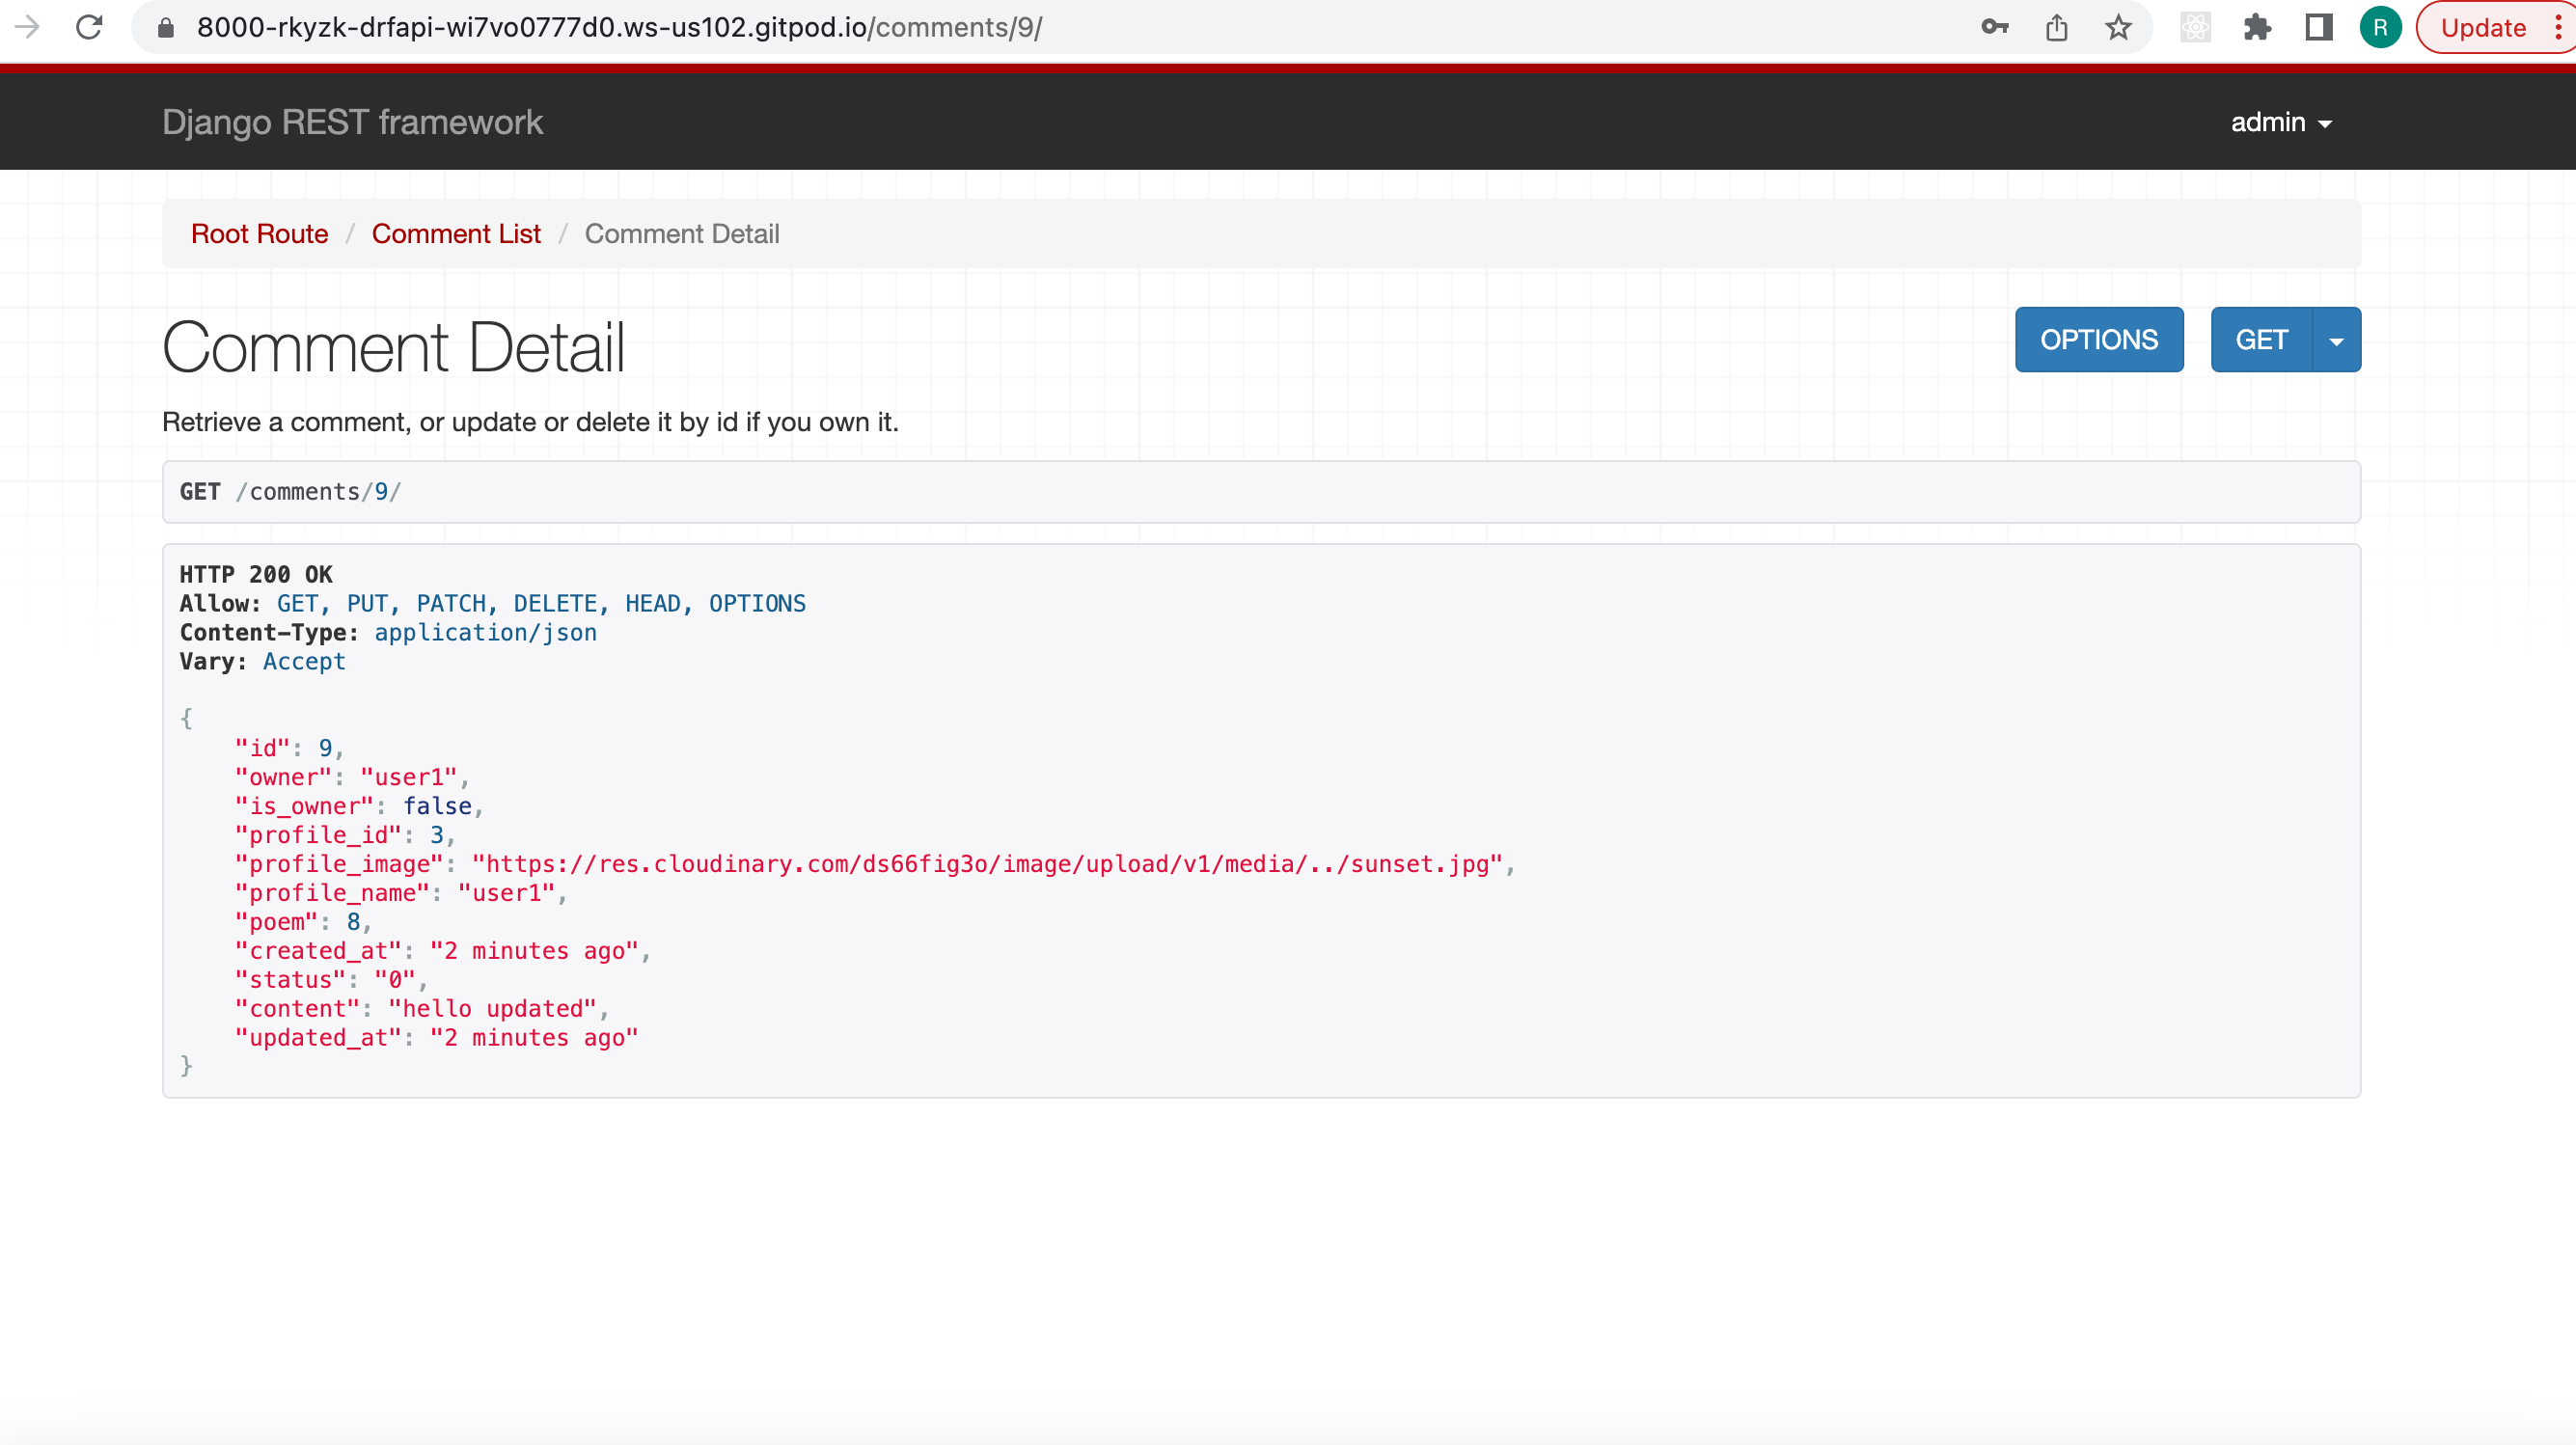 8000-rkyzk-drfapi-wi7vo0777d0.ws-us102.gitpod.io/comments/9/
R
Update
Django REST framework
admin
Root Route / Comment List / Comment Detail
Comment Detail
OPTIONS
GET
Retrieve a comment, or update or delete it by id if you own it.
GET /comments/9/
HTTP 200 OK
Allow: GET, PUT, PATCH, DELETE, HEAD, OPTIONS
Content-Type: application/json
Vary: Accept
{
    "id": 9,
    "owner": "user1",
    "is_owner": false,
    "profile_id": 3,
    "profile_image": "https://res.cloudinary.com/ds66fig3o/image/upload/v1/media/../sunset.jpg",
    "profile_name": "user1",
    "poem": 8,
    "created_at": "2 minutes ago",
    "status": "0",
    "content": "hello updated",
    "updated_at": "2 minutes ago"
}